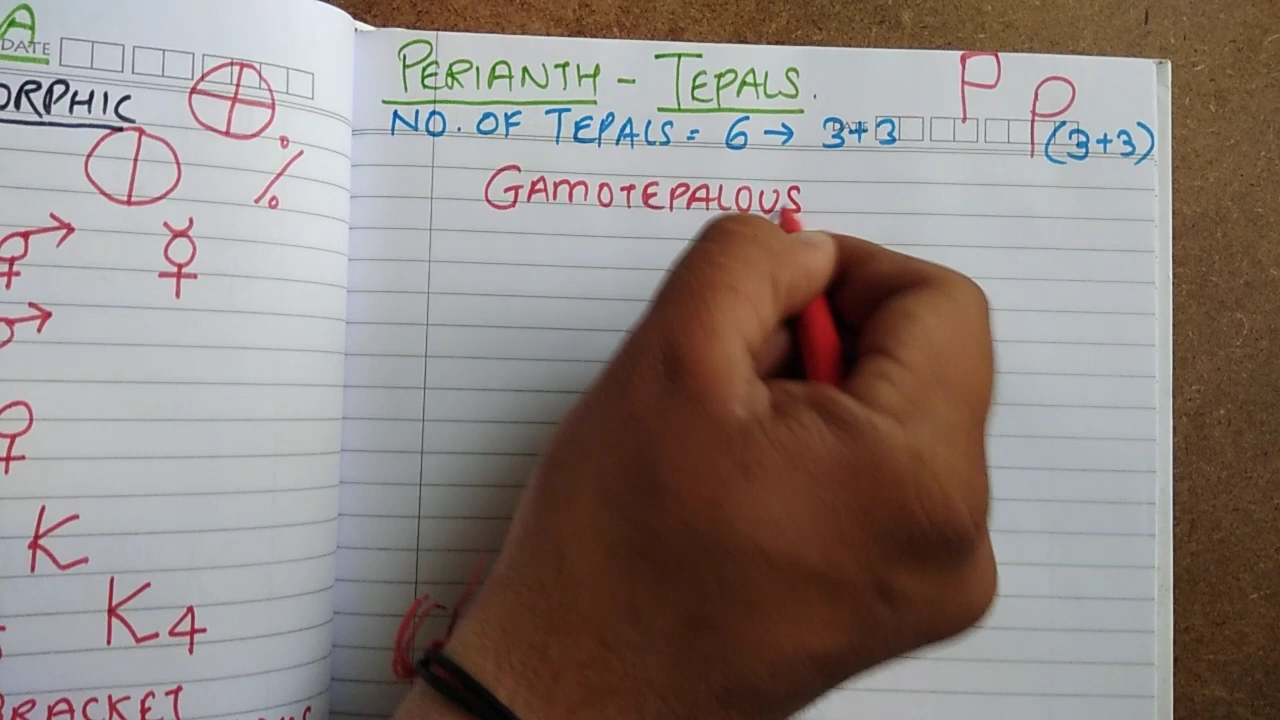 A
DATE
ORPHIC
%
K
K4
BRACKET
PERIANTH - TEPALS.
P
NO. OF TEPALS = 6 → 3+3
P(3+3)
GAMOTEPALOUS